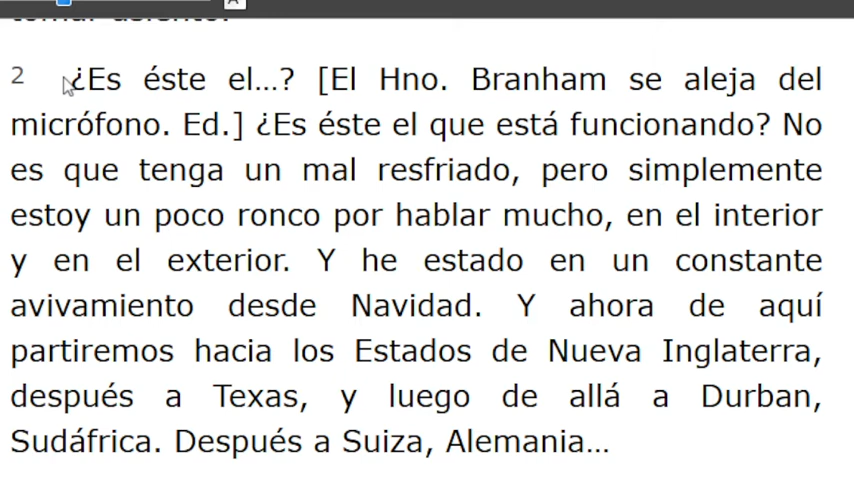 2 ¿Es éste el...? [El Hno. Branham se aleja del
micrófono. Ed.] ¿Es éste el que está funcionando? No
es que tenga un mal resfriado, pero simplemente
estoy un poco ronco por hablar mucho, en el interior
y en el exterior. Y he estado en un constante
avivamiento desde Navidad. Y ahora de aquí
partiremos hacia los Estados de Nueva Inglaterra,
después a Texas, y luego de allá a Durban,
Sudáfrica. Después a Suiza, Alemania...